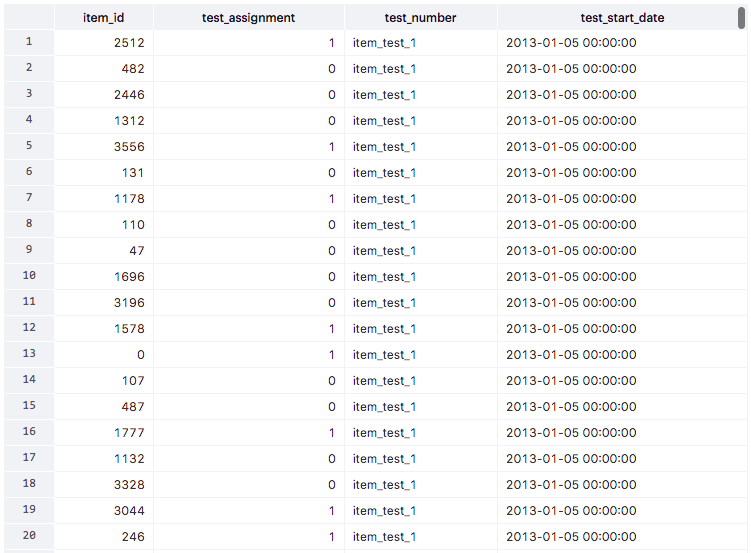 item_id test_assignment test_number test_start_date
1 2512 1 item_test_1 2013-01-05 00:00:00
2 482 0 item_test_1 2013-01-05 00:00:00
3 2446 0 item_test_1 2013-01-05 00:00:00
4 1312 0 item_test_1 2013-01-05 00:00:00
5 3556 1 item_test_1 2013-01-05 00:00:00
6 131 0 item_test_1 2013-01-05 00:00:00
7 1178 1 item_test_1 2013-01-05 00:00:00
8 110 0 item_test_1 2013-01-05 00:00:00
9 47 0 item_test_1 2013-01-05 00:00:00
10 1696 0 item_test_1 2013-01-05 00:00:00
11 3196 0 item_test_1 2013-01-05 00:00:00
12 1578 1 item_test_1 2013-01-05 00:00:00
13 0 1 item_test_1 2013-01-05 00:00:00
14 107 0 item_test_1 2013-01-05 00:00:00
15 487 0 item_test_1 2013-01-05 00:00:00
16 1777 1 item_test_1 2013-01-05 00:00:00
17 1132 0 item_test_1 2013-01-05 00:00:00
18 3328 0 item_test_1 2013-01-05 00:00:00
19 3044 1 item_test_1 2013-01-05 00:00:00
20 246 1 item_test_1 2013-01-05 00:00:00